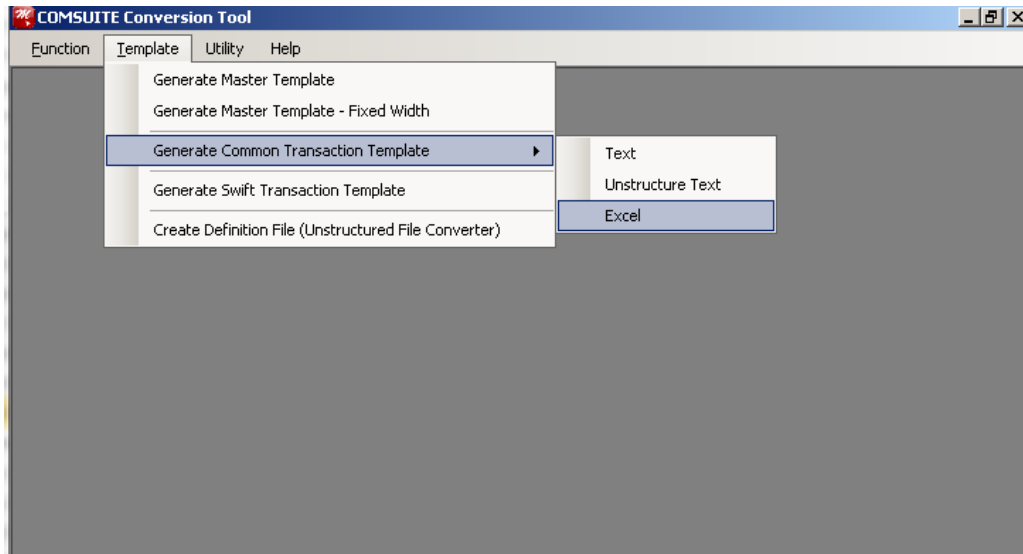 COMSUITE Conversion Tool
Function Template Utility Help
Generate Master Template
Generate Master Template - Fixed Width
Generate Common Transaction Template
Text
Unstructure Text
Excel
Generate Swift Transaction Template
Create Definition File (Unstructured File Converter)